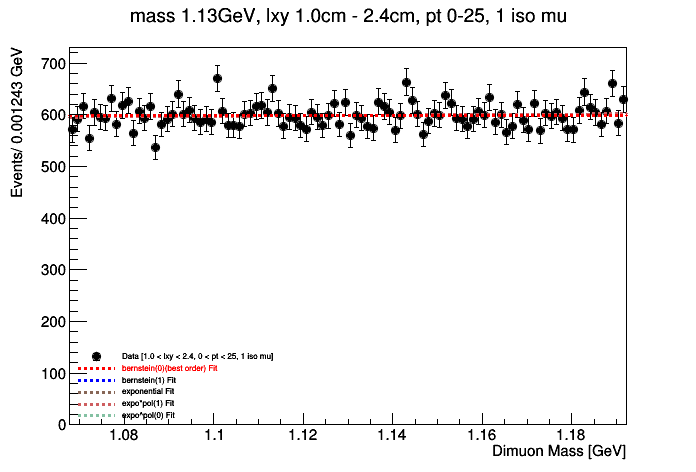 mass 1.13GeV, lxy 1.0cm - 2.4cm, pt 0-25, 1 iso mu
Events/ 0.001243 GeV
700
600
500
400
300
200
100
0
Data [1.0 < lxy < 2.4, 0 < pt < 25, 1 iso mu]
bernstein(0)(best order) Fit
bernstein(1) Fit
exponential Fit
expo*pol(1) Fit
expo^pol(0) Fit
1.08 1.1 1.12 1.14 1.16 1.18
Dimuon Mass [GeV]